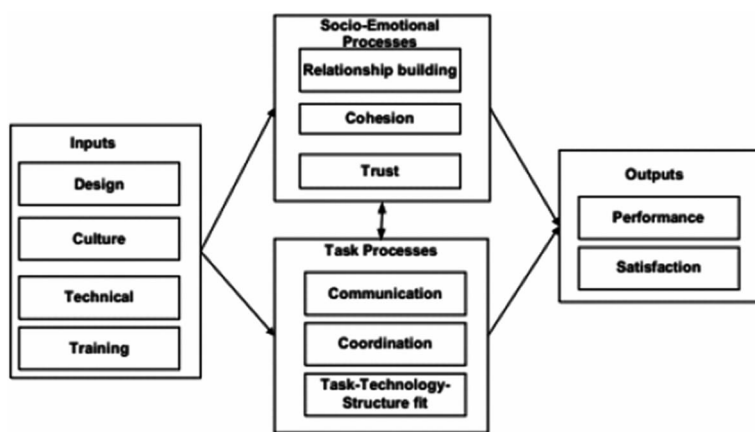 Socio-Emotional
Processes
Relationship building
Cohesion
Trust
Inputs
Design
Culture
Technical
Training
Task Processes
Communication
Coordination
Task-Technology-
Structure fit
Outputs
Performance
Satisfaction